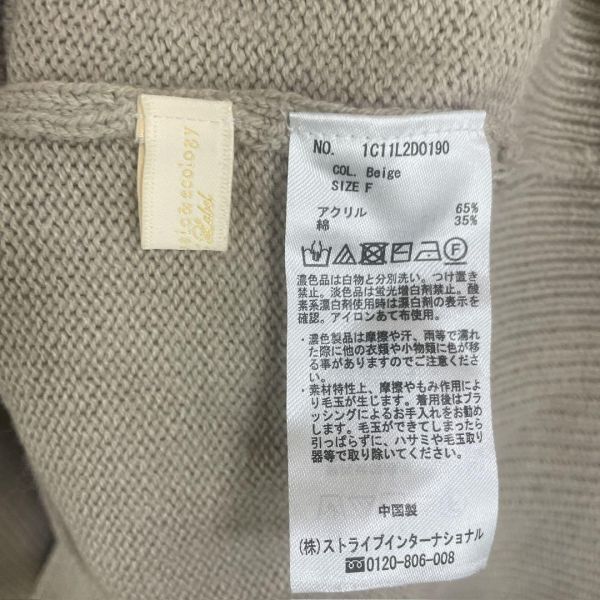 & ecology
Label
NO. 1C11L2D0190
COL. Beige
SIZE F
アクリル 65%
綿 35%
F
濃色品は白物と分別洗い。つけ置き
禁止。淡色品は蛍光増白剤禁止。酸
素系漂白剤使用時は漂白剤の表示を
確認。アイロンあて布使用。
・濃色製品は摩擦や汗、雨等で濡れ
た際に他の衣類や小物類に色が移
る事がありますのでご注意くださ
い。
・素材特性上、摩擦やもみ作用によ
り毛玉が生じます。着用後はブラ
ッシングによるお手入れをお勧め
します。毛玉ができてしまったら
引っぱらずに、ハサミや毛玉取り
器等で取り除いてください。
中国製
(株)ストライプインターナショナル
0120-806-008